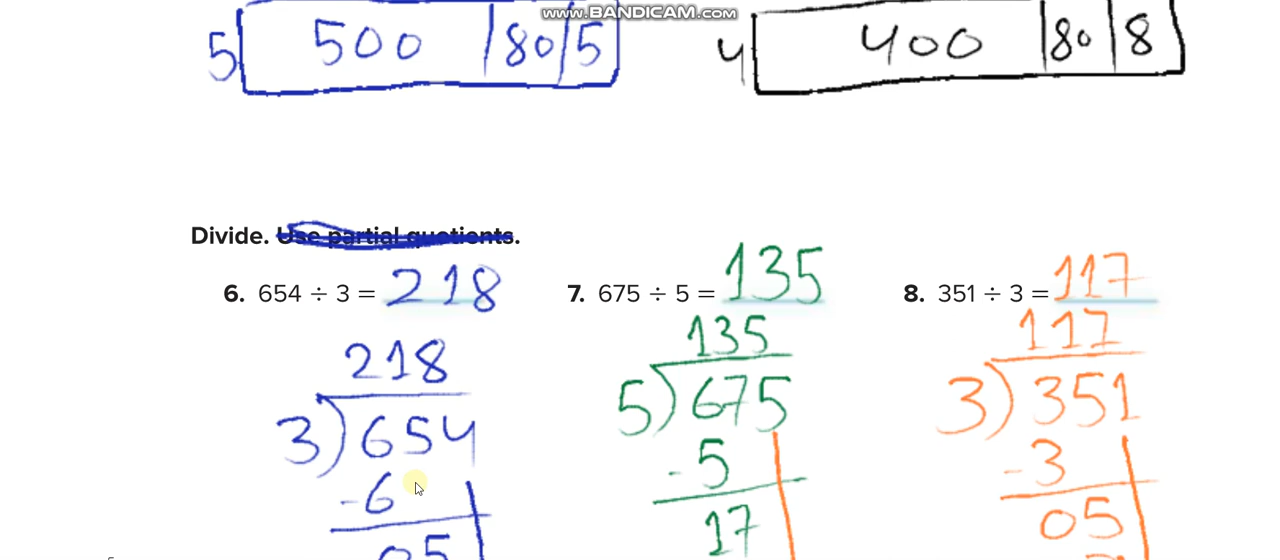 www.BANDICAM.com
5 500 80 5
4 400 80 8
Divide. Use partial quotients.
6. 654 ÷ 3 = 218
7. 675 ÷ 5 = 135
8. 351 ÷ 3 = 117
218
3 654
-6
05
135
5 675
-5
17
117
3 351
-3
05